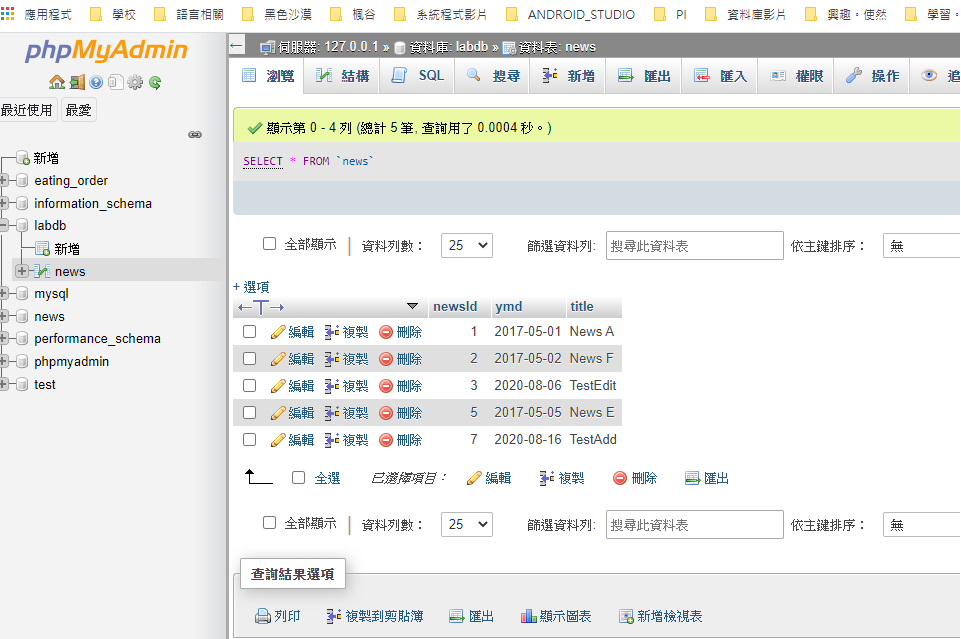 應用程式 學校 語言相關 黑色沙漠 楓谷 系統程式影片 ANDROID_STUDIO PI 資料庫影片 興趣。使然 學習。
phpMyAdmin
最近使用 最愛
新增
eating_order
information_schema
labdb
新增
news
mysql
news
performance_schema
phpmyadmin
test
伺服器: 127.0.0.1 » 資料庫: labdb » 資料表: news
瀏覽 結構 SQL 搜尋 新增 匯出 匯入 權限 操作 追
顯示第 0 - 4 列 (總計 5 筆, 查詢用了 0.0004 秒。)
SELECT * FROM `news`
全部顯示 | 資料列數： 25 篩選資料列: 搜尋此資料表 依主鍵排序： 無
+ 選項
←T→ newsId ymd title
編輯 複製 刪除 1 2017-05-01 News A
編輯 複製 刪除 2 2017-05-02 News F
編輯 複製 刪除 3 2020-08-06 TestEdit
編輯 複製 刪除 5 2017-05-05 News E
編輯 複製 刪除 7 2020-08-16 TestAdd
全選 已選擇項目： 編輯 複製 刪除 匯出
全部顯示 | 資料列數： 25 篩選資料列: 搜尋此資料表 依主鍵排序： 無
查詢結果選項
列印 複製到剪貼簿 匯出 顯示圖表 新增檢視表